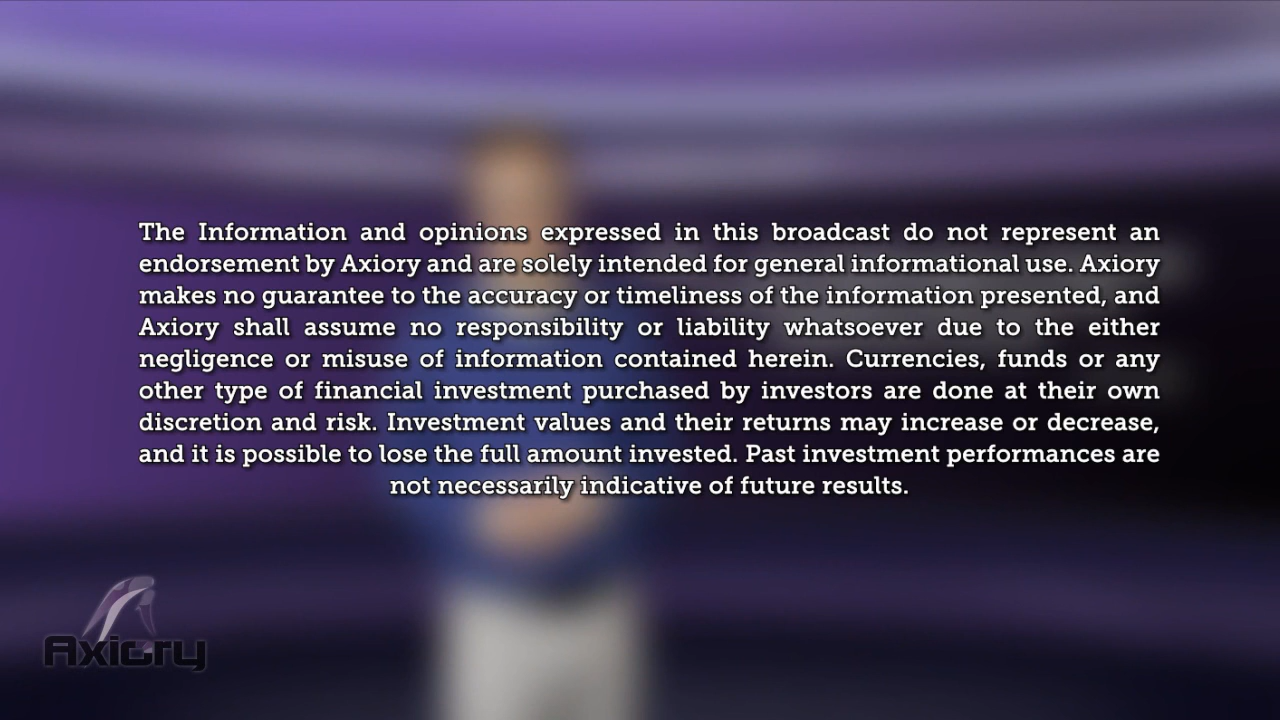 The Information and opinions expressed in this broadcast do not represent an
endorsement by Axiory and are solely intended for general informational use. Axiory
makes no guarantee to the accuracy or timeliness of the information presented, and
Axiory shall assume no responsibility or liability whatsoever due to the either
negligence or misuse of information contained herein. Currencies, funds or any
other type of financial investment purchased by investors are done at their own
discretion and risk. Investment values and their returns may increase or decrease,
and it is possible to lose the full amount invested. Past investment performances are
not necessarily indicative of future results.
Axiory